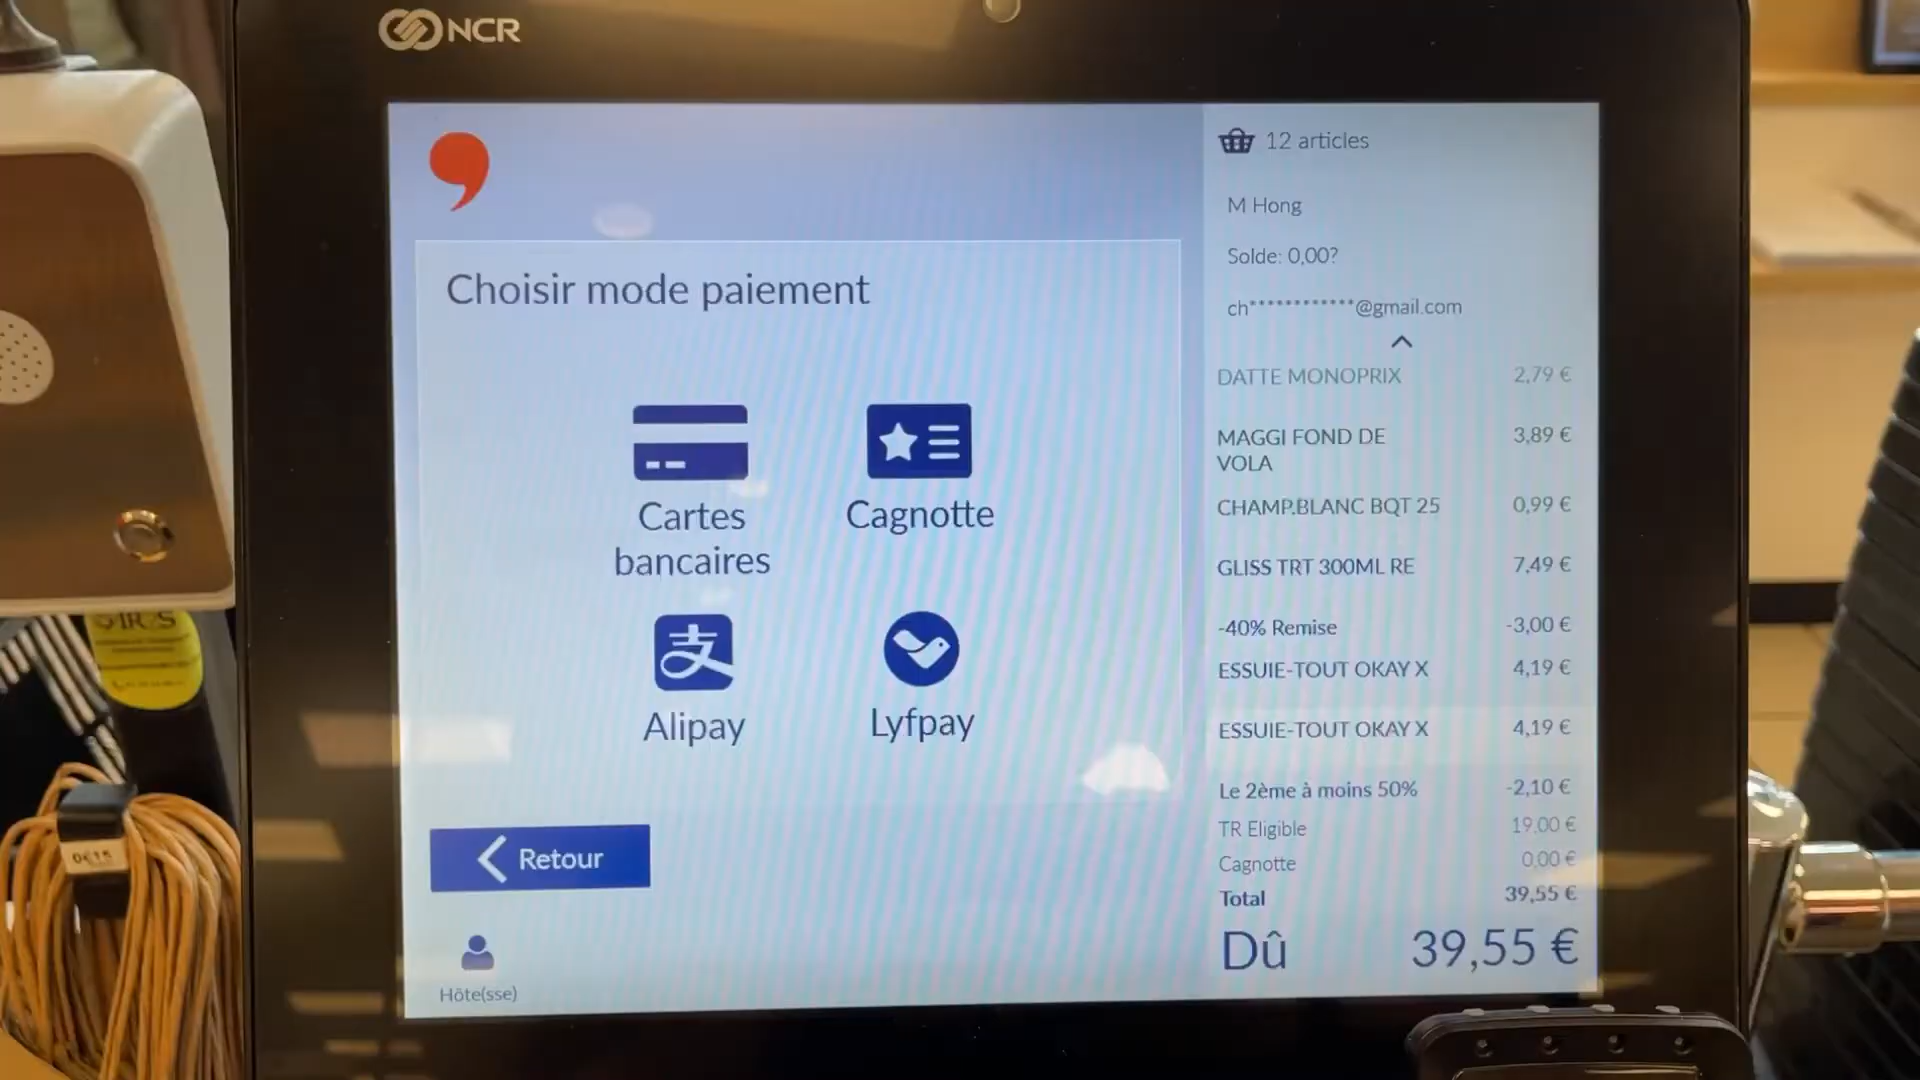 NCR
12 articles
M Hong
Solde: 0,00?
ch************@gmail.com
Choisir mode paiement
Cartes
bancaires
Cagnotte
支
Alipay
Lyfpay
Retour
Hôte(sse)
DATTE MONOPRIX 2,79 €
MAGGI FOND DE 3,89 €
VOLA
CHAMP.BLANC BQT 25 0,99 €
GLISS TRT 300ML RE 7,49 €
-40% Remise -3,00 €
ESSUIE-TOUT OKAY X 4,19 €
ESSUIE-TOUT OKAY X 4,19 €
Le 2ème à moins 50% -2,10 €
TR Eligible 19,00 €
Cagnotte 0,00 €
Total 39,55 €
Dû 39,55 €